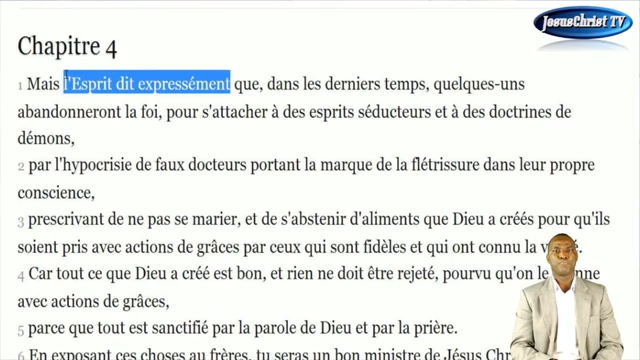 JesusChrist TV
Chapitre 4
1 Mais l'Esprit dit expressément que, dans les derniers temps, quelques-uns
abandonneront la foi, pour s'attacher à des esprits séducteurs et à des doctrines de
démons,
2 par l'hypocrisie de faux docteurs portant la marque de la flétrissure dans leur propre
conscience,
3 prescrivant de ne pas se marier, et de s'abstenir d'aliments que Dieu a créés pour qu'ils
soient pris avec actions de grâces par ceux qui sont fidèles et qui ont connu la
4 Car tout ce que Dieu a créé est bon, et rien ne doit être rejeté, pourvu qu'on le
avec actions de grâces,
5 parce que tout est sanctifié par la parole de Dieu et par la prière.
6 En exposant ces choses au frères, tu seras un bon ministre de Jésus